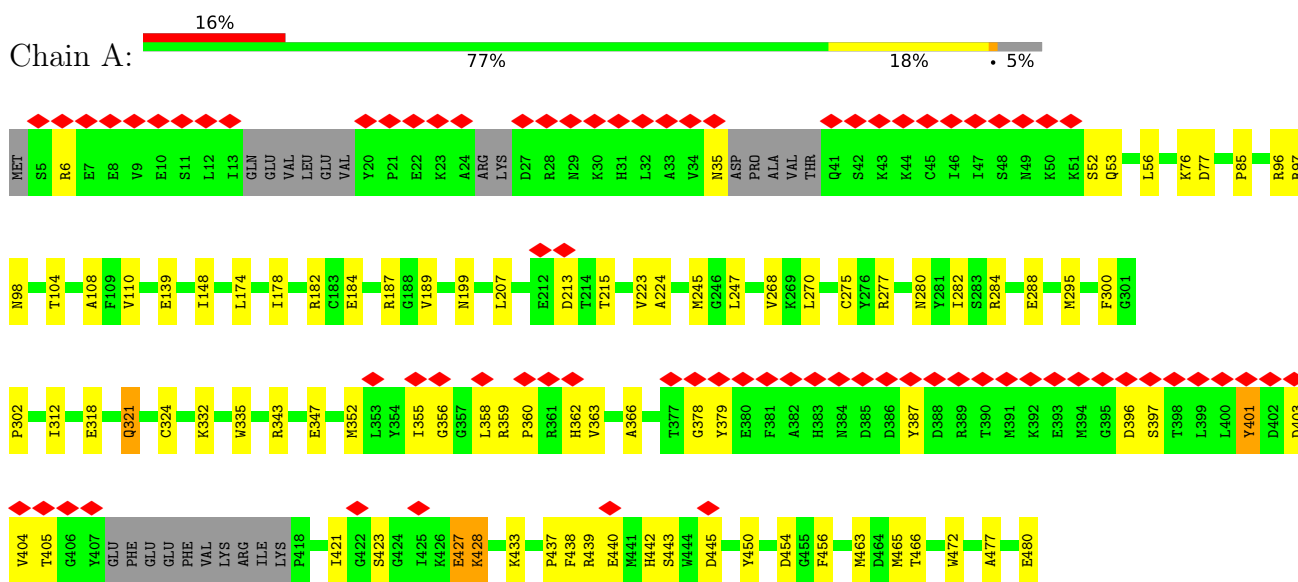 16%
Chain A:
77% 18% • 5%
MET S5 R6 E7 E8 V9 E10 S11 L12 I13 GLN GLU VAL LEU GLU VAL Y20 P21 E22 K23 A24 ARG LYS D27 R28 N29 K30 H31 L32 A33 V34 N35 ASP PRO ALA VAL THR Q41 S42 K43 K44 C45 I46 I47 S48 N49 K50 K51 S52 Q53 L56 K76 D77 P85 R96 R97
N98 T104 A108 F109 V110 E139 I148 L174 I178 R182 C183 E184 R187 G188 V189 N199 L207 E212 D213 T214 T215 V223 A224 M245 G246 L247 V268 K269 L270 C275 Y276 R277 N280 Y281 I282 S283 R284 E288 M295 F300 G301
P302 I312 E318 Q321 C324 K332 W335 R343 E347 M352 L353 Y354 I355 G356 G357 L358 R359 P360 R361 H362 V363 A366 T377 G378 Y379 E380 F381 A382 H383 N384 D385 D386 Y387 D388 R389 T390 M391 K392 E393 M394 G395 D396 S397 T398 L399 L400 Y401 D402 D403
V404 T405 G406 Y407 GLU PHE GLU GLU PHE VAL LYS ARG ILE LYS P418 I421 G422 S423 G424 I425 K426 E427 K428 K433 P437 F438 R439 E440 M441 H442 S443 W444 D445 Y450 D454 G455 F456 M463 D464 M465 T466 W472 A477 E480